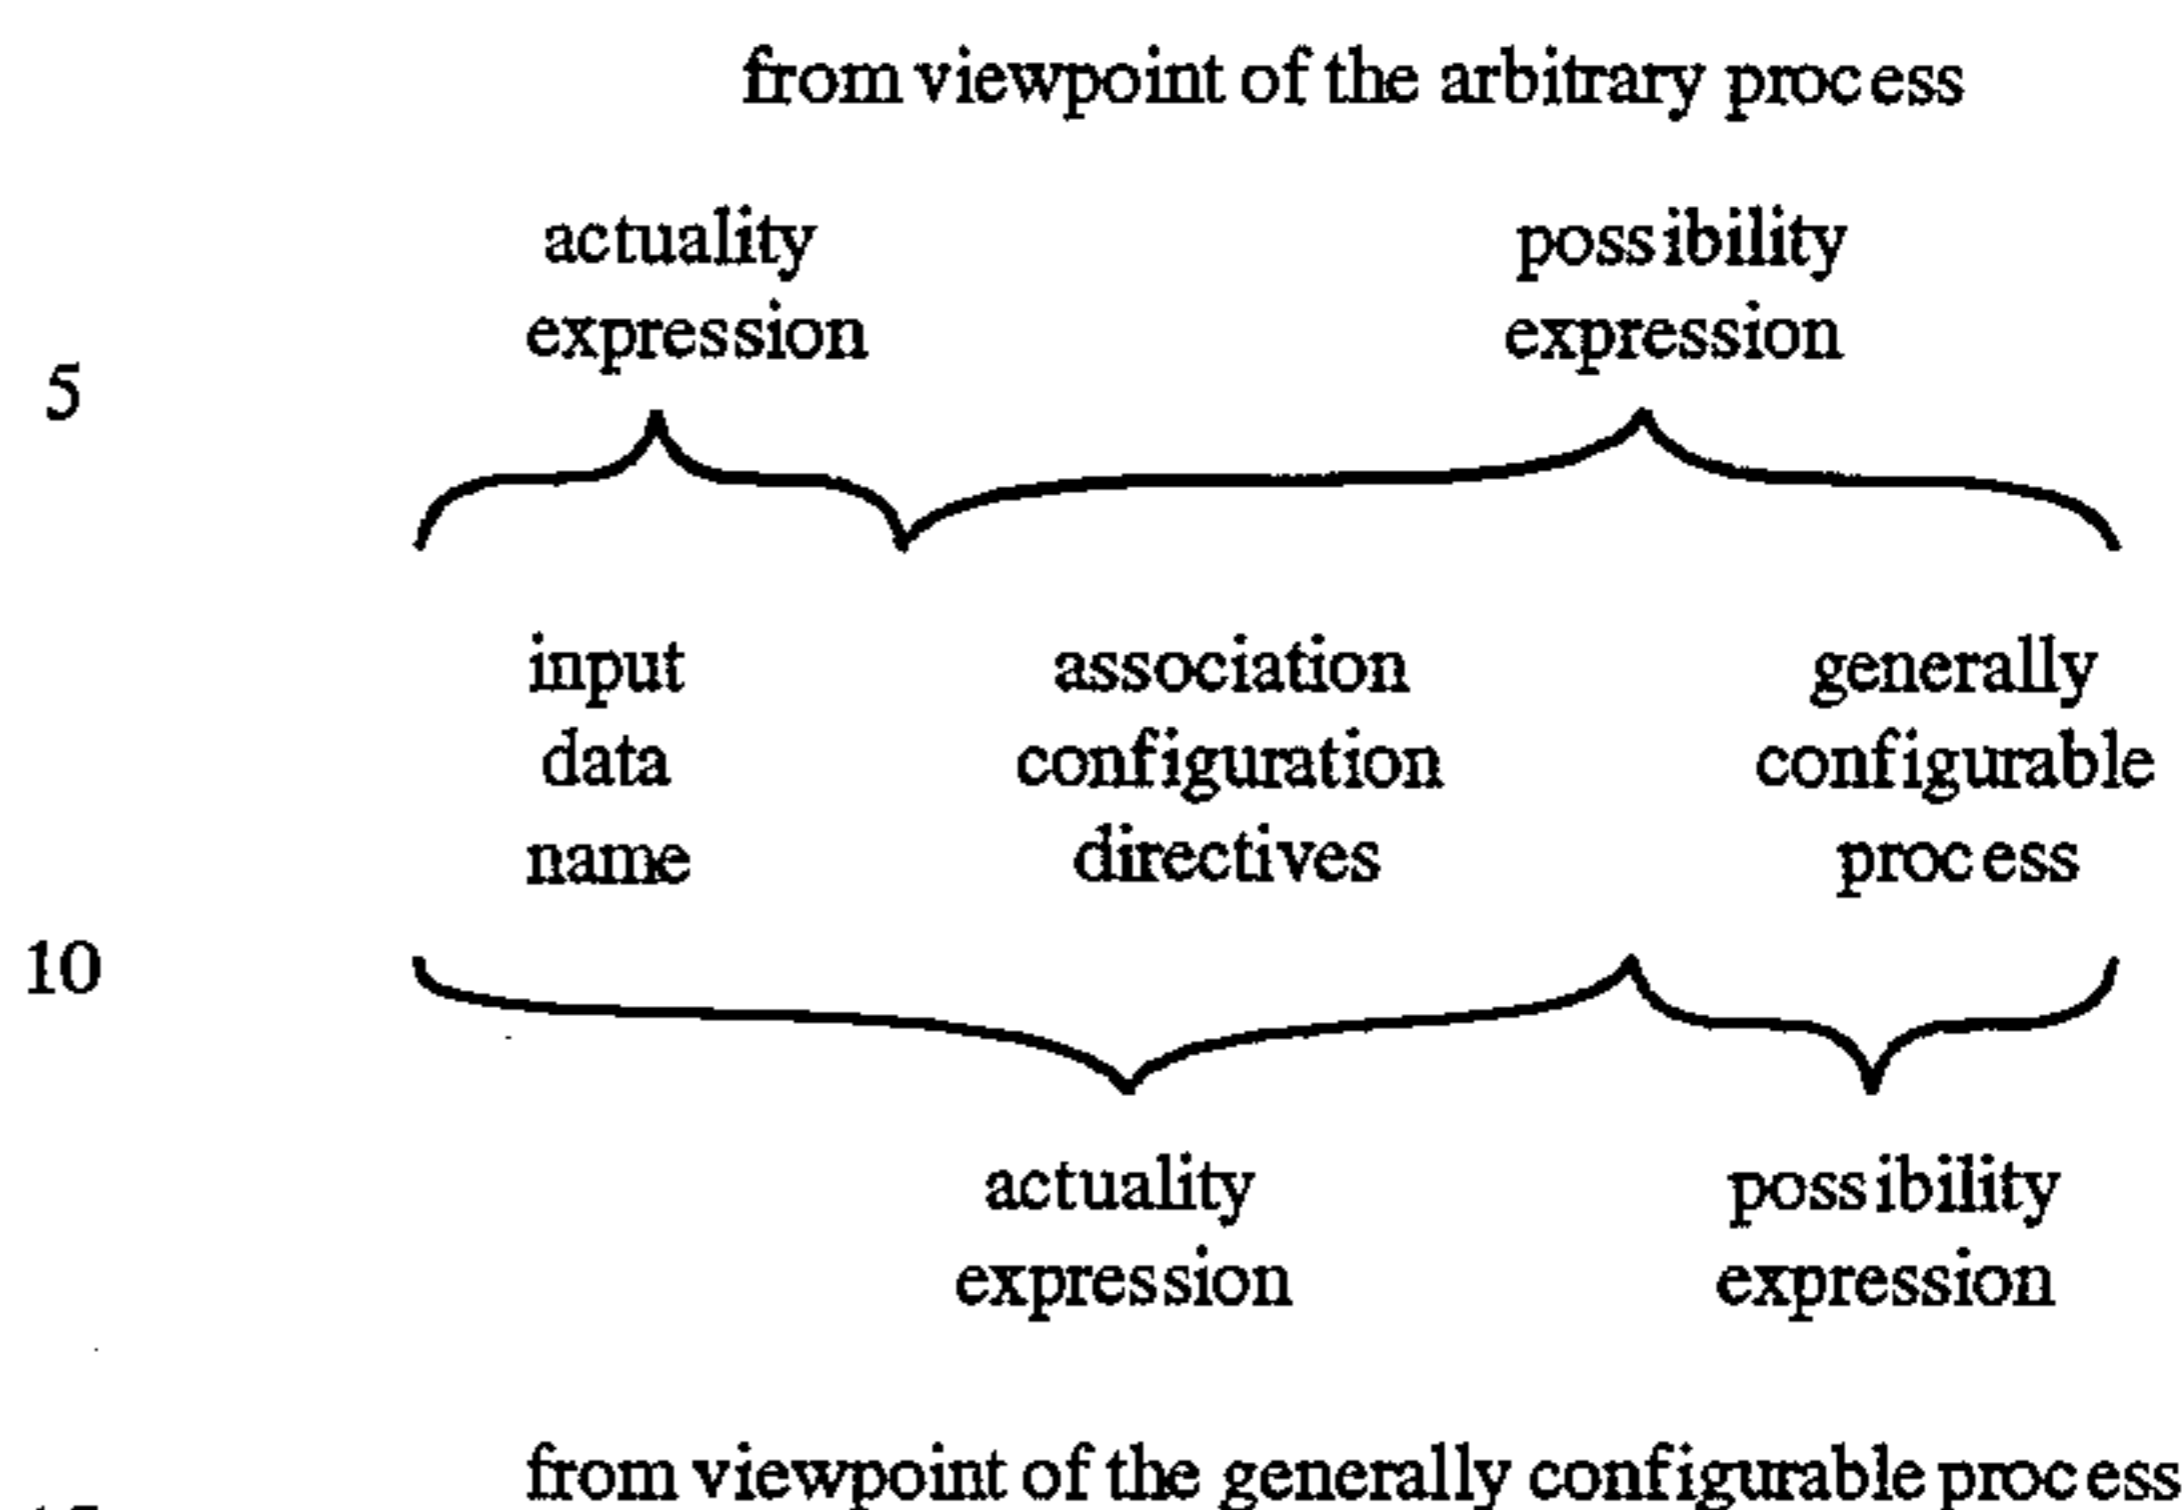 from viewpoint of the arbitrary process
actuality possibility
expression expression
5
input association generally
data configuration configurable
name directives process
10
actuality possibility
expression expression
from viewpoint of the generally configurable process